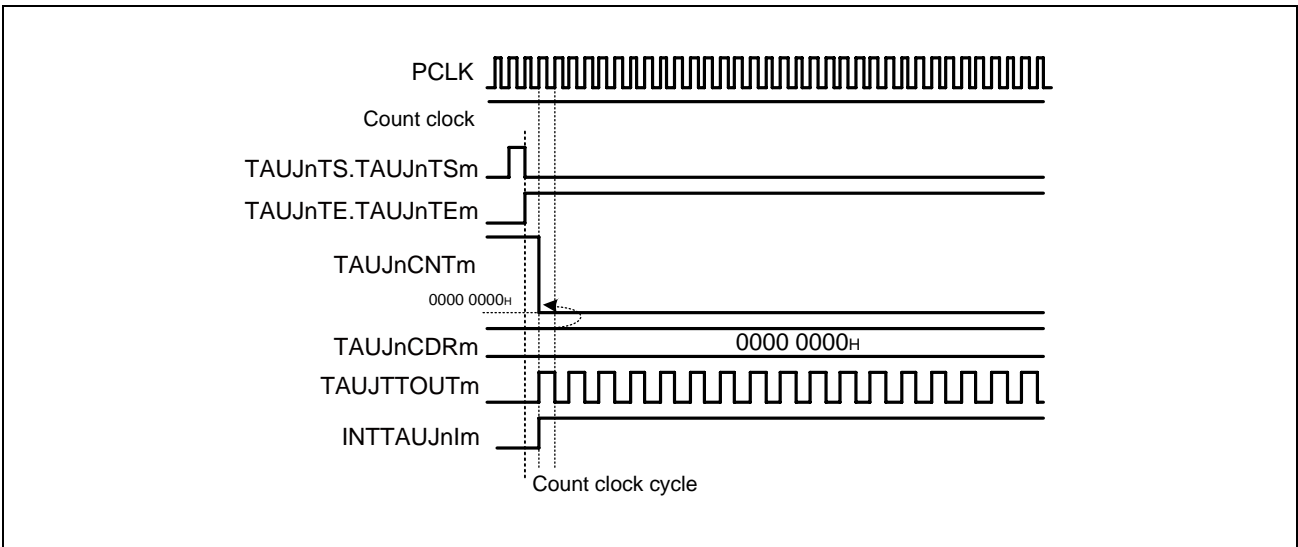 PCLK
Count clock
TAUJnTS.TAUJnTSm
TAUJnTE.TAUJnTEm
TAUJnCNTm
0000 0000H
TAUJnCDRm
0000 0000H
TAUJTTOUTm
INTTAUJnIm
Count clock cycle